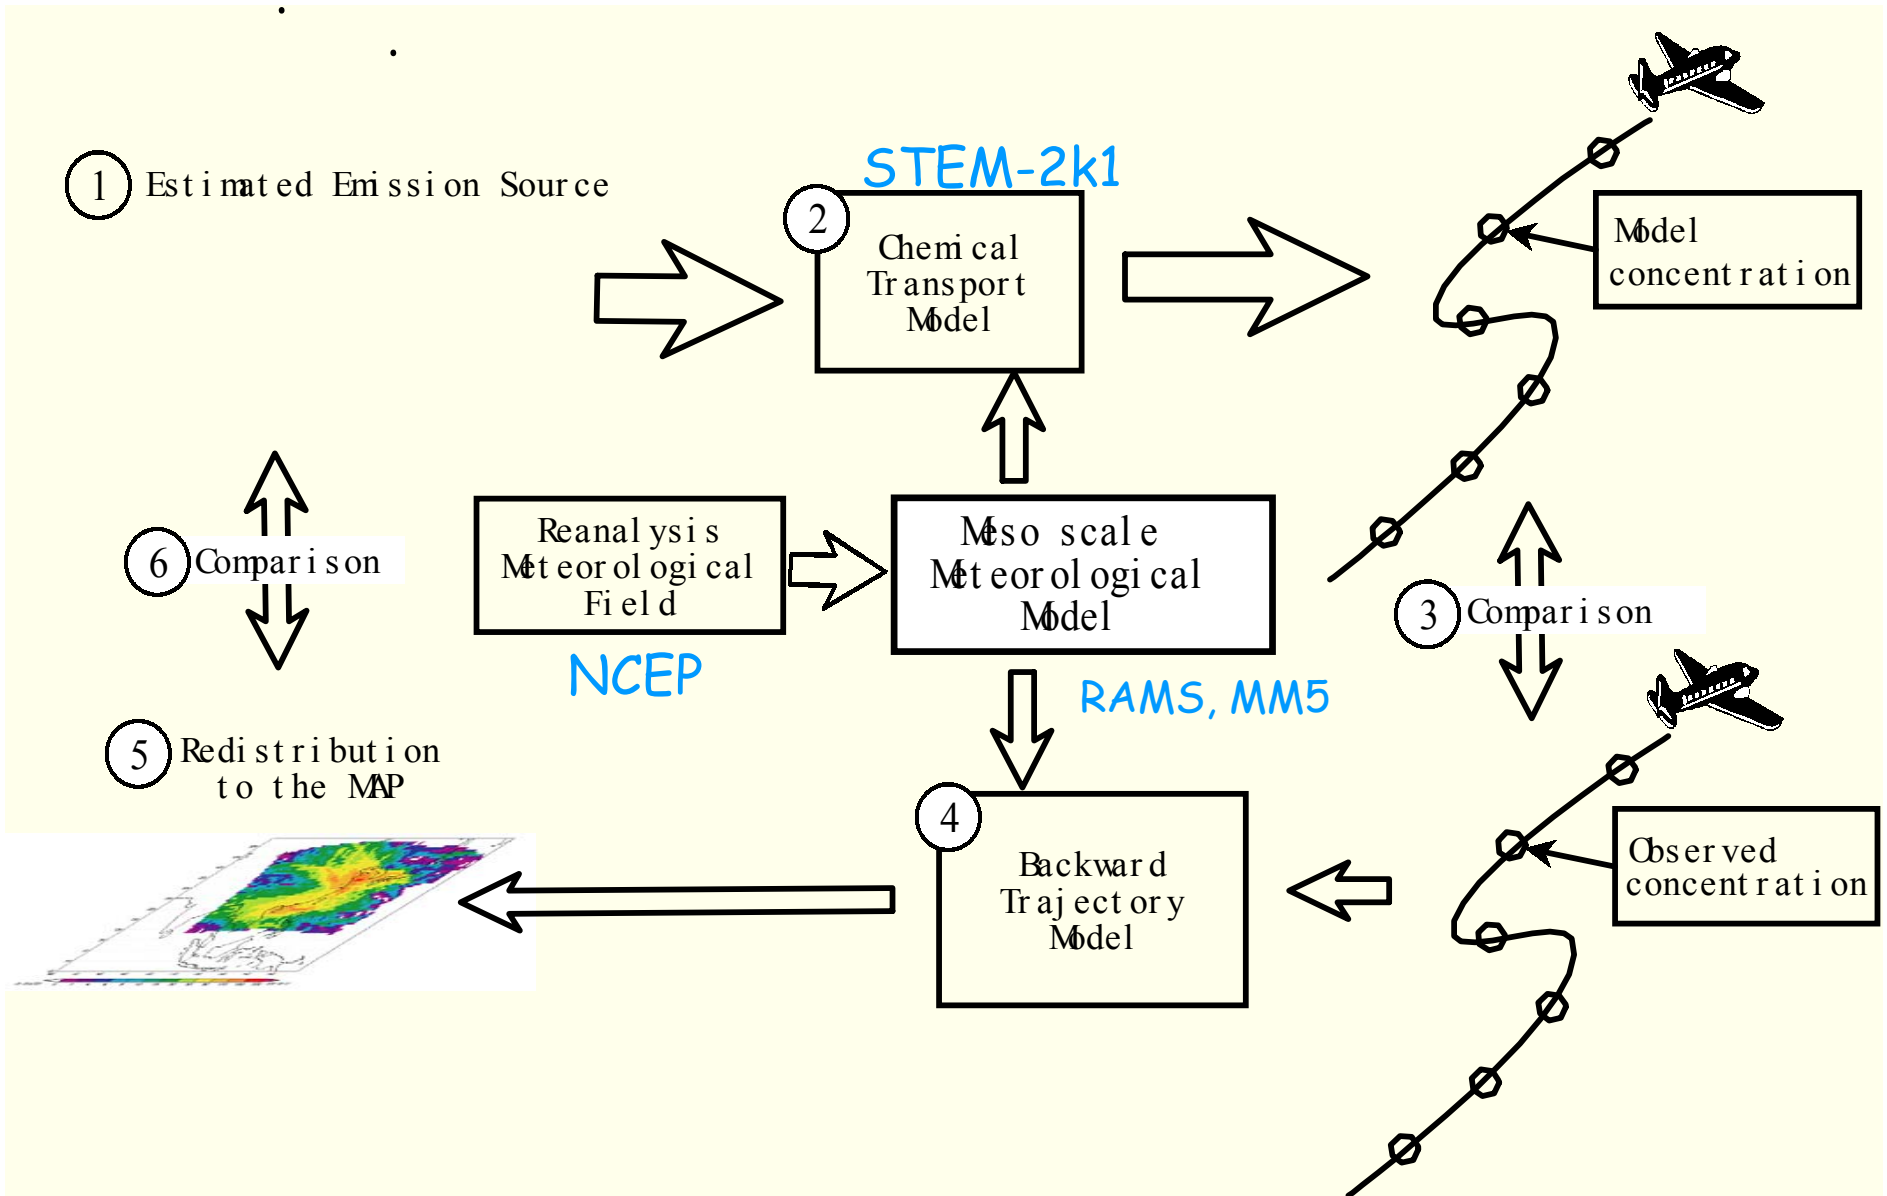 1 Estimated Emission Source
STEM-2k1
2
Chemical
Transport
Model
Model
concentration
Reanalysis
Meteorological
Field
NCEP
Meso scale
Meteorological
Model
RAMS, MM5
6 Comparison
3 Comparison
5 Redistribution
to the MAP
4
Backward
Trajectory
Model
Observed
concentration